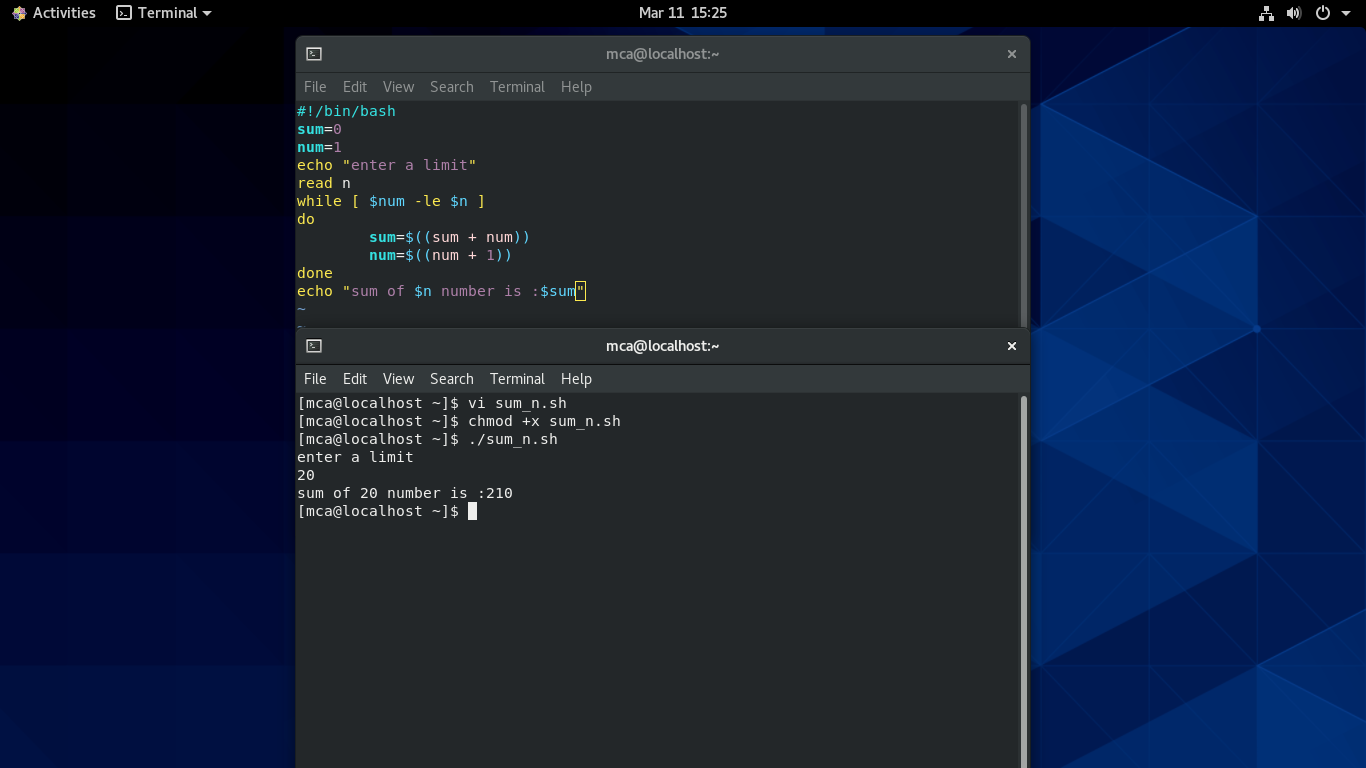 Activities Terminal Mar 11 15:25
mca@localhost:~
File Edit View Search Terminal Help
#!/bin/bash
sum=0
num=1
echo "enter a limit"
read n
while [ $num -le $n ]
do
        sum=$((sum + num))
        num=$((num + 1))
done
echo "sum of $n number is :$sum"
~
~
mca@localhost:~
File Edit View Search Terminal Help
[mca@localhost ~]$ vi sum_n.sh
[mca@localhost ~]$ chmod +x sum_n.sh
[mca@localhost ~]$ ./sum_n.sh
enter a limit
20
sum of 20 number is :210
[mca@localhost ~]$